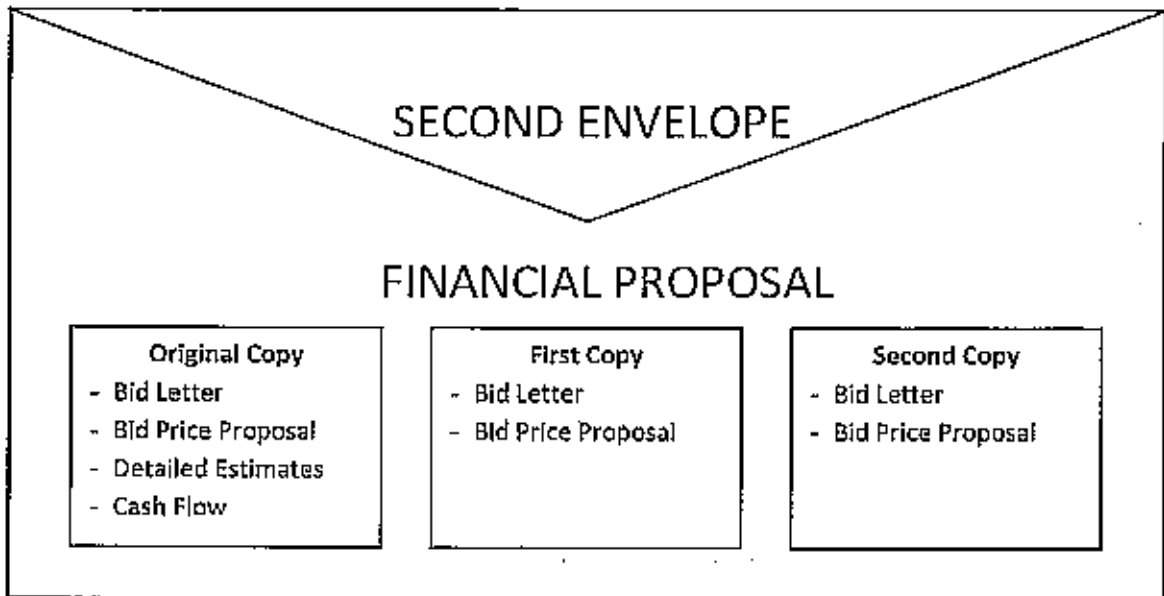 SECOND ENVELOPE
FINANCIAL PROPOSAL
Original Copy
- Bid Letter
- Bid Price Proposal
- Detailed Estimates
- Cash Flow
First Copy
- Bid Letter
- Bid Price Proposal
Second Copy
- Bid Letter
- Bid Price Proposal